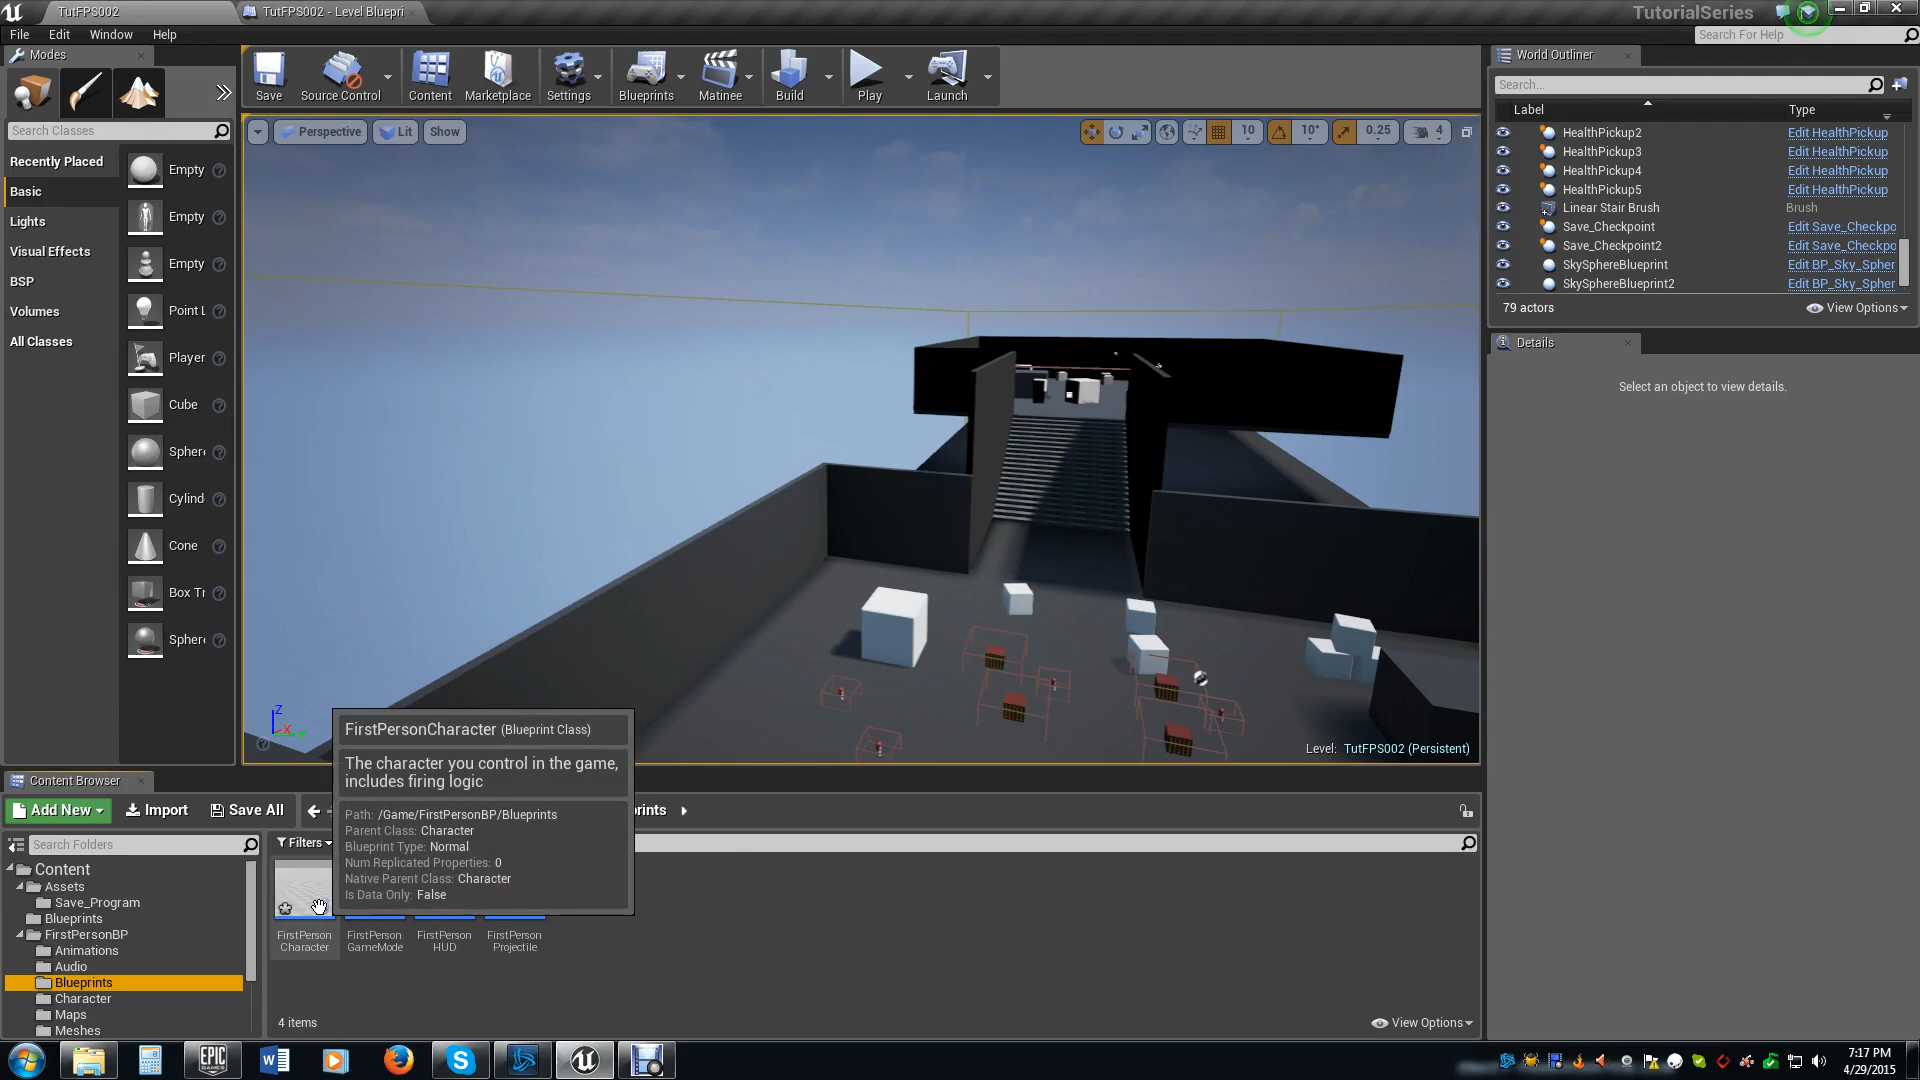 TutFPS002
TutFPS002 - Level Bluepri
TutorialSeries
File Edit Window Help
Search For Help
Modes
Save
Source Control
Content
Marketplace
Settings
Blueprints
Matinee
Build
Play
Launch
World Outliner
Search...
Label Type
HealthPickup2 Edit HealthPickup
HealthPickup3 Edit HealthPickup
HealthPickup4 Edit HealthPickup
HealthPickup5 Edit HealthPickup
Linear Stair Brush Brush
Save_Checkpoint Edit Save_Checkpo
Save_Checkpoint2 Edit Save_Checkpo
SkySphereBlueprint Edit BP_Sky_Spher
SkySphereBlueprint2 Edit BP_Sky_Spher
79 actors
View Options
Details
Select an object to view details.
Search Classes
Recently Placed
Basic
Lights
Visual Effects
BSP
Volumes
All Classes
Empty
Empty
Empty
Point L
Player
Cube
Spher
Cylind
Cone
Box Tr
Spher
Perspective
Lit
Show
10
10°
0.25
4
Z
X
Level: TutFPS002 (Persistent)
FirstPersonCharacter (Blueprint Class)
The character you control in the game,
includes firing logic
Path: /Game/FirstPersonBP/Blueprints
Parent Class: Character
Blueprint Type: Normal
Num Replicated Properties: 0
Native Parent Class: Character
Is Data Only: False
Content Browser
Add New
Import
Save All
rints
Search Folders
Filters
Content
Assets
Save_Program
Blueprints
FirstPersonBP
Animations
Audio
Blueprints
Character
Maps
Meshes
FirstPerson
Character
FirstPerson
GameMode
FirstPerson
HUD
FirstPerson
Projectile
4 items
View Options
EPIC
GAMES
7:17 PM
4/29/2015